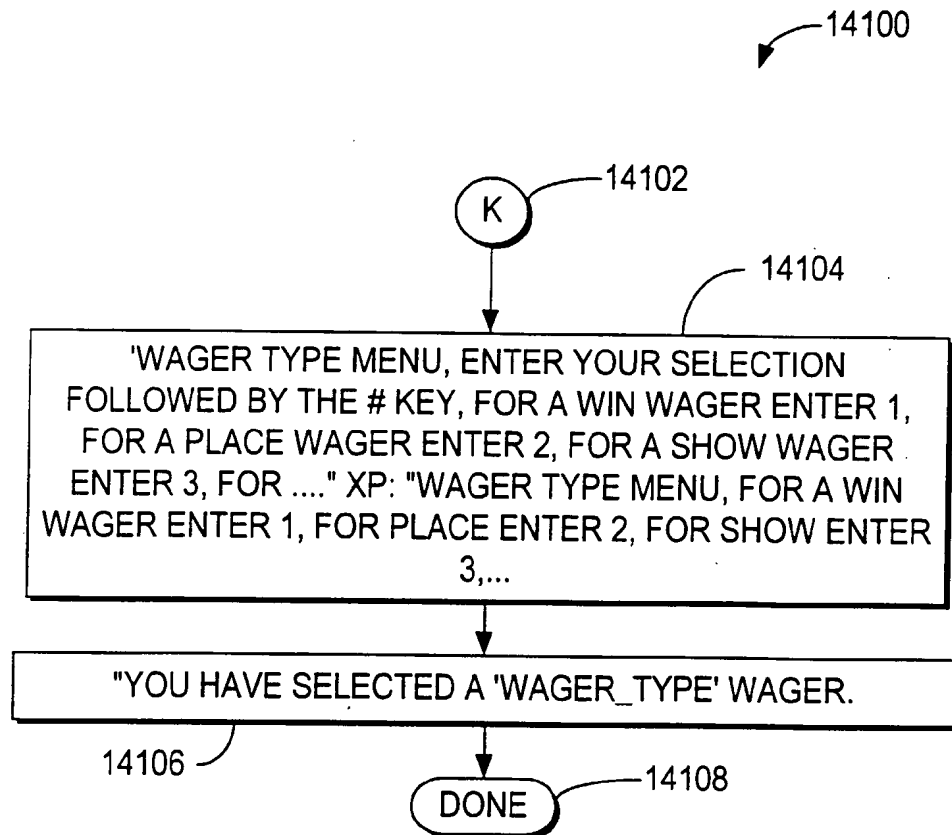 14100
K
14102
14104
'WAGER TYPE MENU, ENTER YOUR SELECTION
FOLLOWED BY THE # KEY, FOR A WIN WAGER ENTER 1,
FOR A PLACE WAGER ENTER 2, FOR A SHOW WAGER
ENTER 3, FOR ...." XP: "WAGER TYPE MENU, FOR A WIN
WAGER ENTER 1, FOR PLACE ENTER 2, FOR SHOW ENTER
3,...
"YOU HAVE SELECTED A 'WAGER_TYPE' WAGER.
14106
DONE
14108